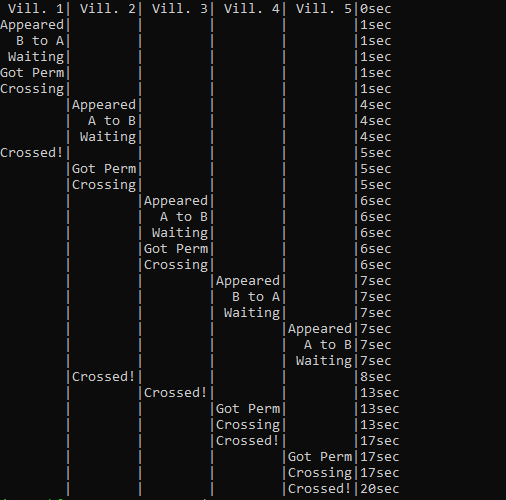 Vill. 1| Vill. 2| Vill. 3| Vill. 4| Vill. 5|0sec
Appeared| | | | |1sec
B to A| | | | |1sec
Waiting| | | | |1sec
Got Perm| | | | |1sec
Crossing| | | | |1sec
|Appeared| | | |4sec
| A to B| | | |4sec
| Waiting| | | |4sec
Crossed!| | | | |5sec
|Got Perm| | | |5sec
|Crossing| | | |5sec
| |Appeared| | |6sec
| | A to B| | |6sec
| | Waiting| | |6sec
| |Got Perm| | |6sec
| |Crossing| | |6sec
| | |Appeared| |7sec
| | | B to A| |7sec
| | | Waiting| |7sec
| | | |Appeared|7sec
| | | | A to B|7sec
| | | | Waiting|7sec
|Crossed!| | | |8sec
| |Crossed!| | |13sec
| | |Got Perm| |13sec
| | |Crossing| |13sec
| | |Crossed!| |17sec
| | | |Got Perm|17sec
| | | |Crossing|17sec
| | | |Crossed!|20sec